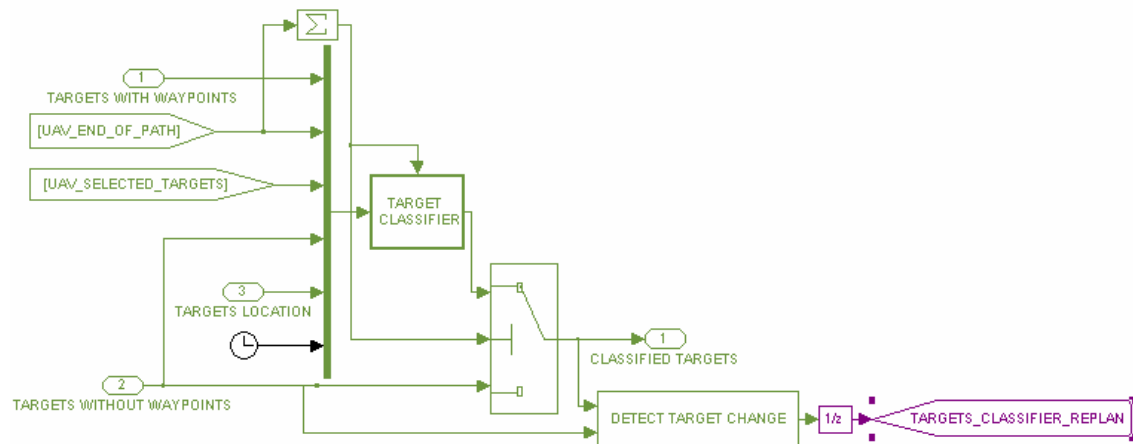 Σ
1
TARGETS WITH WAYPOINTS
[UAV_END_OF_PATH]
[UAV_SELECTED_TARGETS]
TARGET
CLASSIFIER
3
TARGETS LOCATION
1
CLASSIFIED TARGETS
2
TARGETS WITHOUT WAYPOINTS
DETECT TARGET CHANGE
1/z
TARGETS_CLASSIFIER_REPLAN